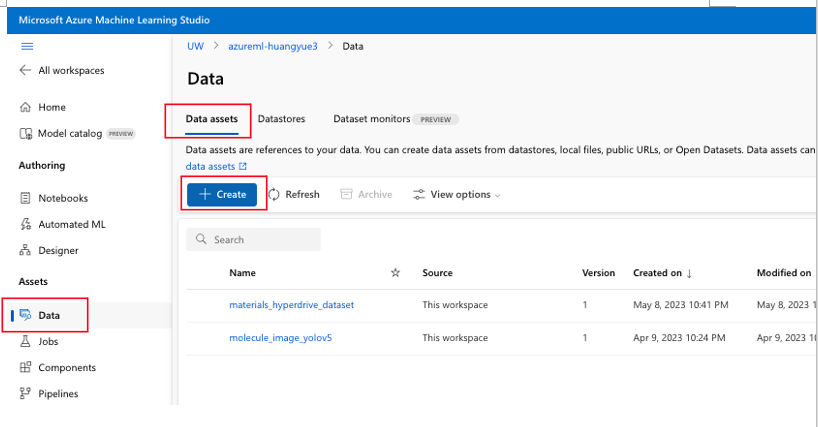 Microsoft Azure Machine Learning Studio
UW > azureml-huangyue3 > Data
All workspaces
Home
Model catalog PREVIEW
Authoring
Notebooks
Automated ML
Designer
Assets
Data
Jobs
Components
Pipelines
Data
Data assets Datastores Dataset monitors PREVIEW
Data assets are references to your data. You can create data assets from datastores, local files, public URLs, or Open Datasets. Data assets can
data assets
+ Create Refresh Archive View options
Search
Name Source Version Created on ↓ Modified on
materials_hyperdrive_dataset This workspace 1 May 8, 2023 10:41 PM May 8, 2023 10:
molecule_image_yolov5 This workspace 1 Apr 9, 2023 10:24 PM Apr 9, 2023 10: